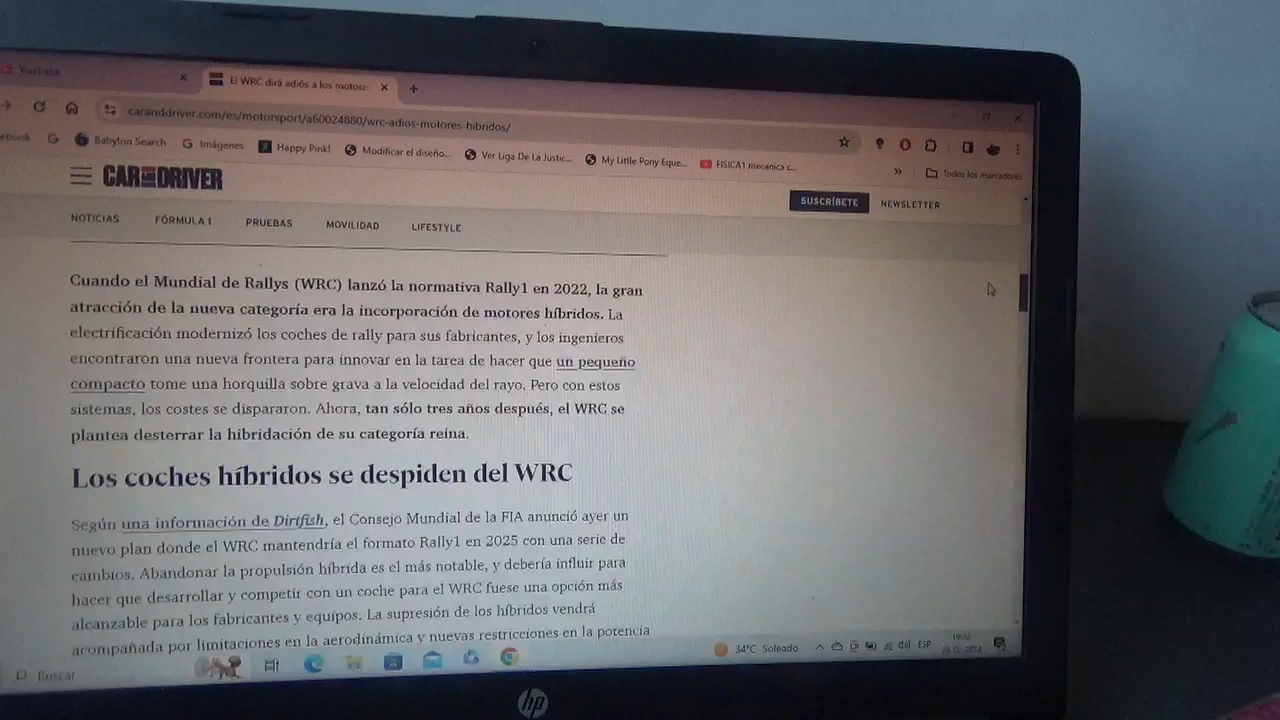 YouTube
El WRC dirá adiós a los motore
caranddriver.com/es/motorsport/a60024880/wrc-adios-motores-hibridos/
ebook
Babylon Search
Imágenes
Happy Pink!
Modificar el diseño...
Ver Liga De La Justic...
My Little Pony Eque...
FISICA1 mecanica c...
Todos los marcadores
CAR AND DRIVER
SUSCRÍBETE
NEWSLETTER
NOTICIAS
FÓRMULA 1
PRUEBAS
MOVILIDAD
LIFESTYLE
Cuando el Mundial de Rallys (WRC) lanzó la normativa Rally1 en 2022, la gran
atracción de la nueva categoría era la incorporación de motores híbridos. La
electrificación modernizó los coches de rally para sus fabricantes, y los ingenieros
encontraron una nueva frontera para innovar en la tarea de hacer que un pequeño
compacto tome una horquilla sobre grava a la velocidad del rayo. Pero con estos
sistemas, los costes se dispararon. Ahora, tan sólo tres años después, el WRC se
plantea desterrar la hibridación de su categoría reina.
Los coches híbridos se despiden del WRC
Según una información de Dirtfish, el Consejo Mundial de la FIA anunció ayer un
nuevo plan donde el WRC mantendría el formato Rally1 en 2025 con una serie de
cambios. Abandonar la propulsión híbrida es el más notable, y debería influir para
hacer que desarrollar y competir con un coche para el WRC fuese una opción más
alcanzable para los fabricantes y equipos. La supresión de los híbridos vendrá
acompañada por limitaciones en la aerodinámica y nuevas restricciones en la potencia
Buscar
34°C Soleado
ESP
hp